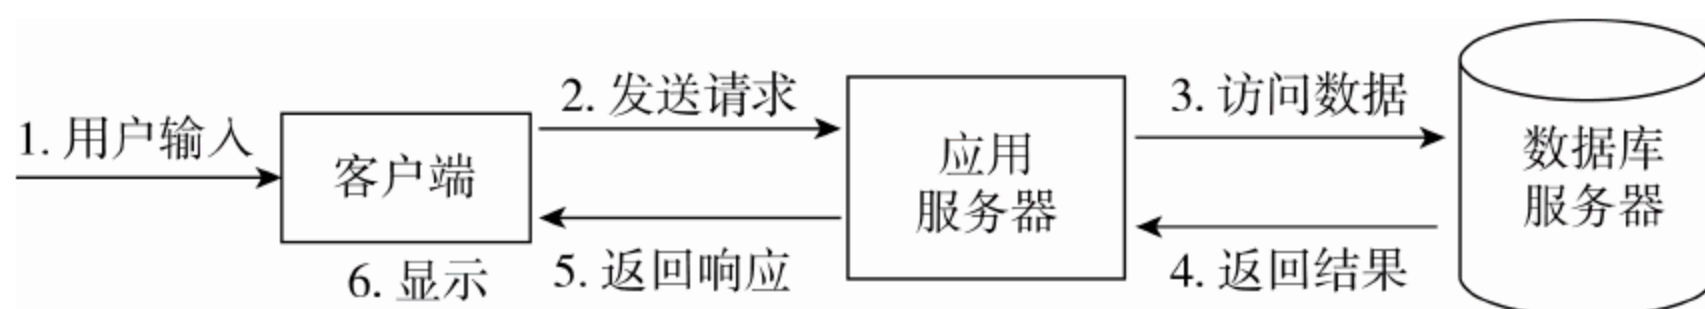 1. 用户输入
客户端
2. 发送请求
应用
服务器
3. 访问数据
数据库
服务器
4. 返回结果
5. 返回响应
6. 显示